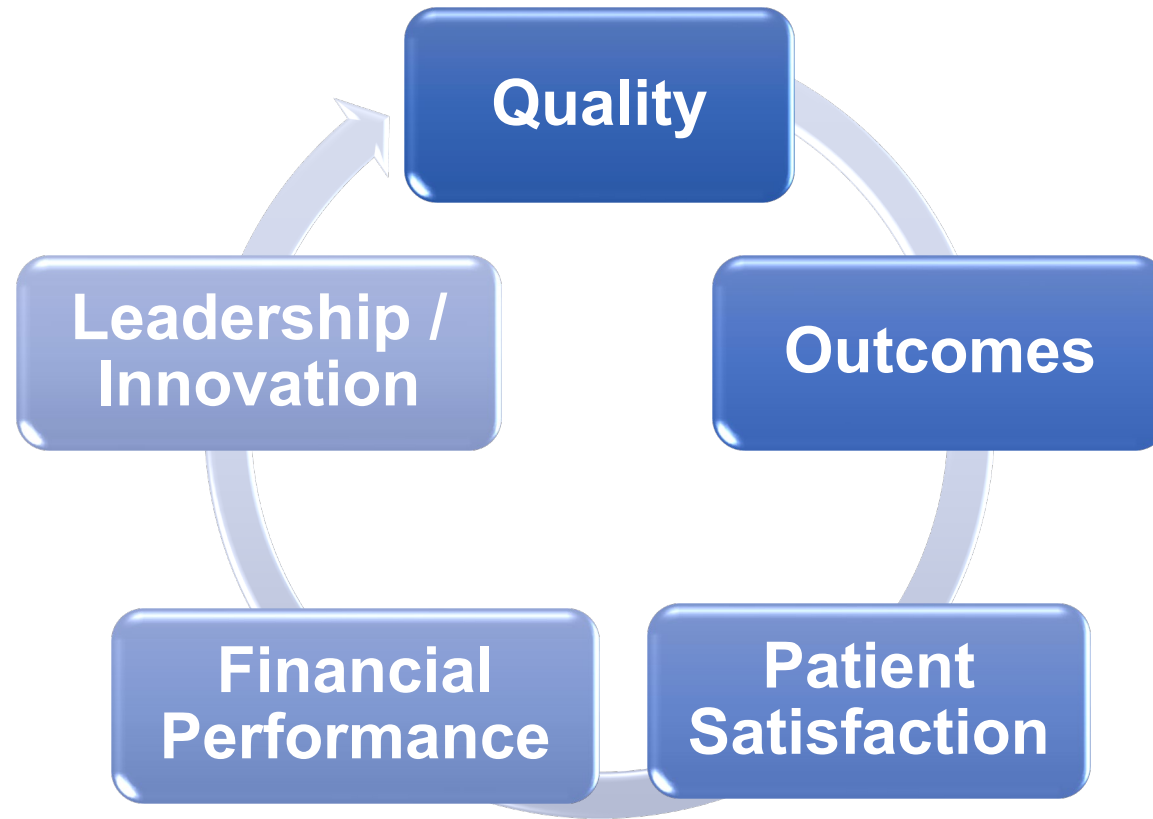 Quality
Outcomes
Patient
Satisfaction
Financial
Performance
Leadership /
Innovation